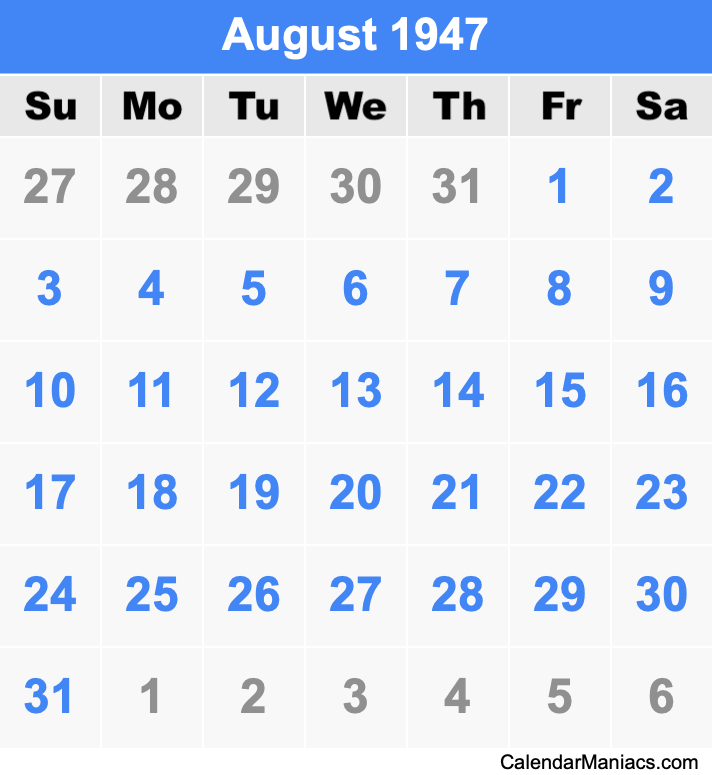 August 1947
Su Mo Tu We Th Fr Sa
27 28 29 30 31 1 2
3 4 5 6 7 8 9
10 11 12 13 14 15 16
17 18 19 20 21 22 23
24 25 26 27 28 29 30
31 1 2 3 4 5 6
CalendarManiacs.com